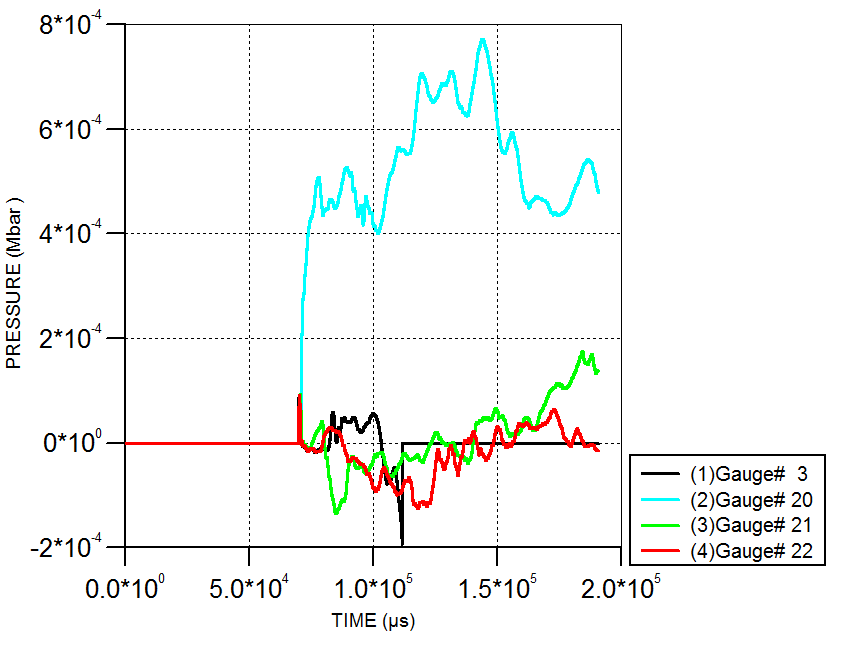 8*10⁻⁴
6*10⁻⁴
4*10⁻⁴
2*10⁻⁴
0*10⁰
-2*10⁻⁴
PRESSURE (Mbar )
0.0*10⁰ 5.0*10⁴ 1.0*10⁵ 1.5*10⁵ 2.0*10⁵
TIME (µs)
(1)Gauge# 3
(2)Gauge# 20
(3)Gauge# 21
(4)Gauge# 22